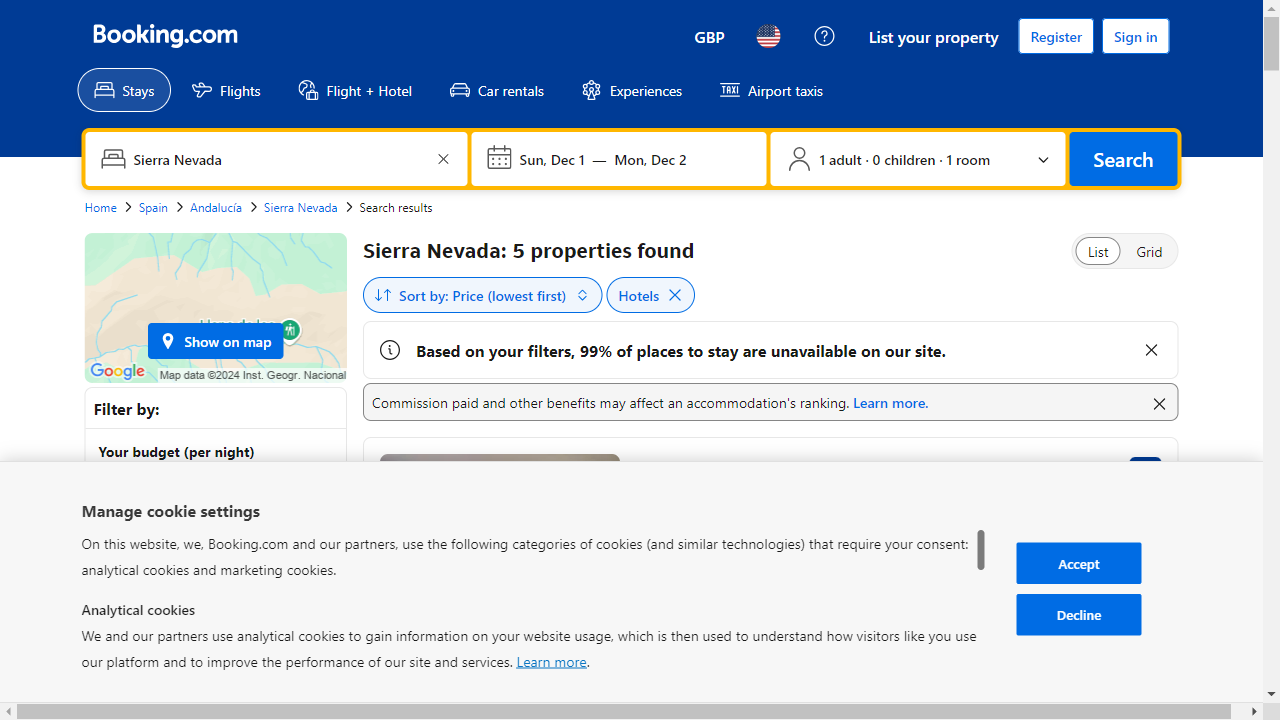 Booking.com
GBP
List your property
Register
Sign in
Stays
Flights
Flight + Hotel
Car rentals
Experiences
Airport taxis
Sierra Nevada
Sun, Dec 1 — Mon, Dec 2
1 adult · 0 children · 1 room
Search
Home > Spain > Andalucía > Sierra Nevada > Search results
Show on map
Google
Map data ©2024 Inst. Geogr. Nacional
Filter by:
Your budget (per night)
Sierra Nevada: 5 properties found
List
Grid
Sort by: Price (lowest first)
Hotels
Based on your filters, 99% of places to stay are unavailable on our site.
Commission paid and other benefits may affect an accommodation's ranking. Learn more.
Manage cookie settings
On this website, we, Booking.com and our partners, use the following categories of cookies (and similar technologies) that require your consent:
analytical cookies and marketing cookies.
Analytical cookies
We and our partners use analytical cookies to gain information on your website usage, which is then used to understand how visitors like you use
our platform and to improve the performance of our site and services. Learn more.
Accept
Decline